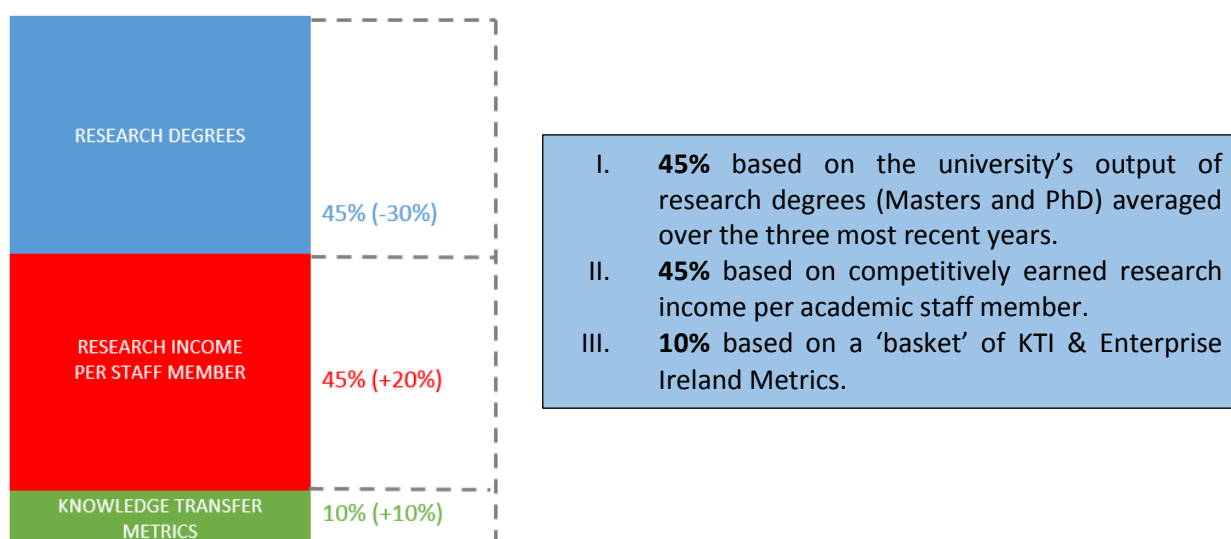 RESEARCH DEGREES
45% (-30%)
RESEARCH INCOME
PER STAFF MEMBER
45% (+20%)
KNOWLEDGE TRANSFER
METRICS
10% (+10%)
I. 45% based on the university’s output of
research degrees (Masters and PhD) averaged
over the three most recent years.
II. 45% based on competitively earned research
income per academic staff member.
III. 10% based on a ‘basket’ of KTI & Enterprise
Ireland Metrics.